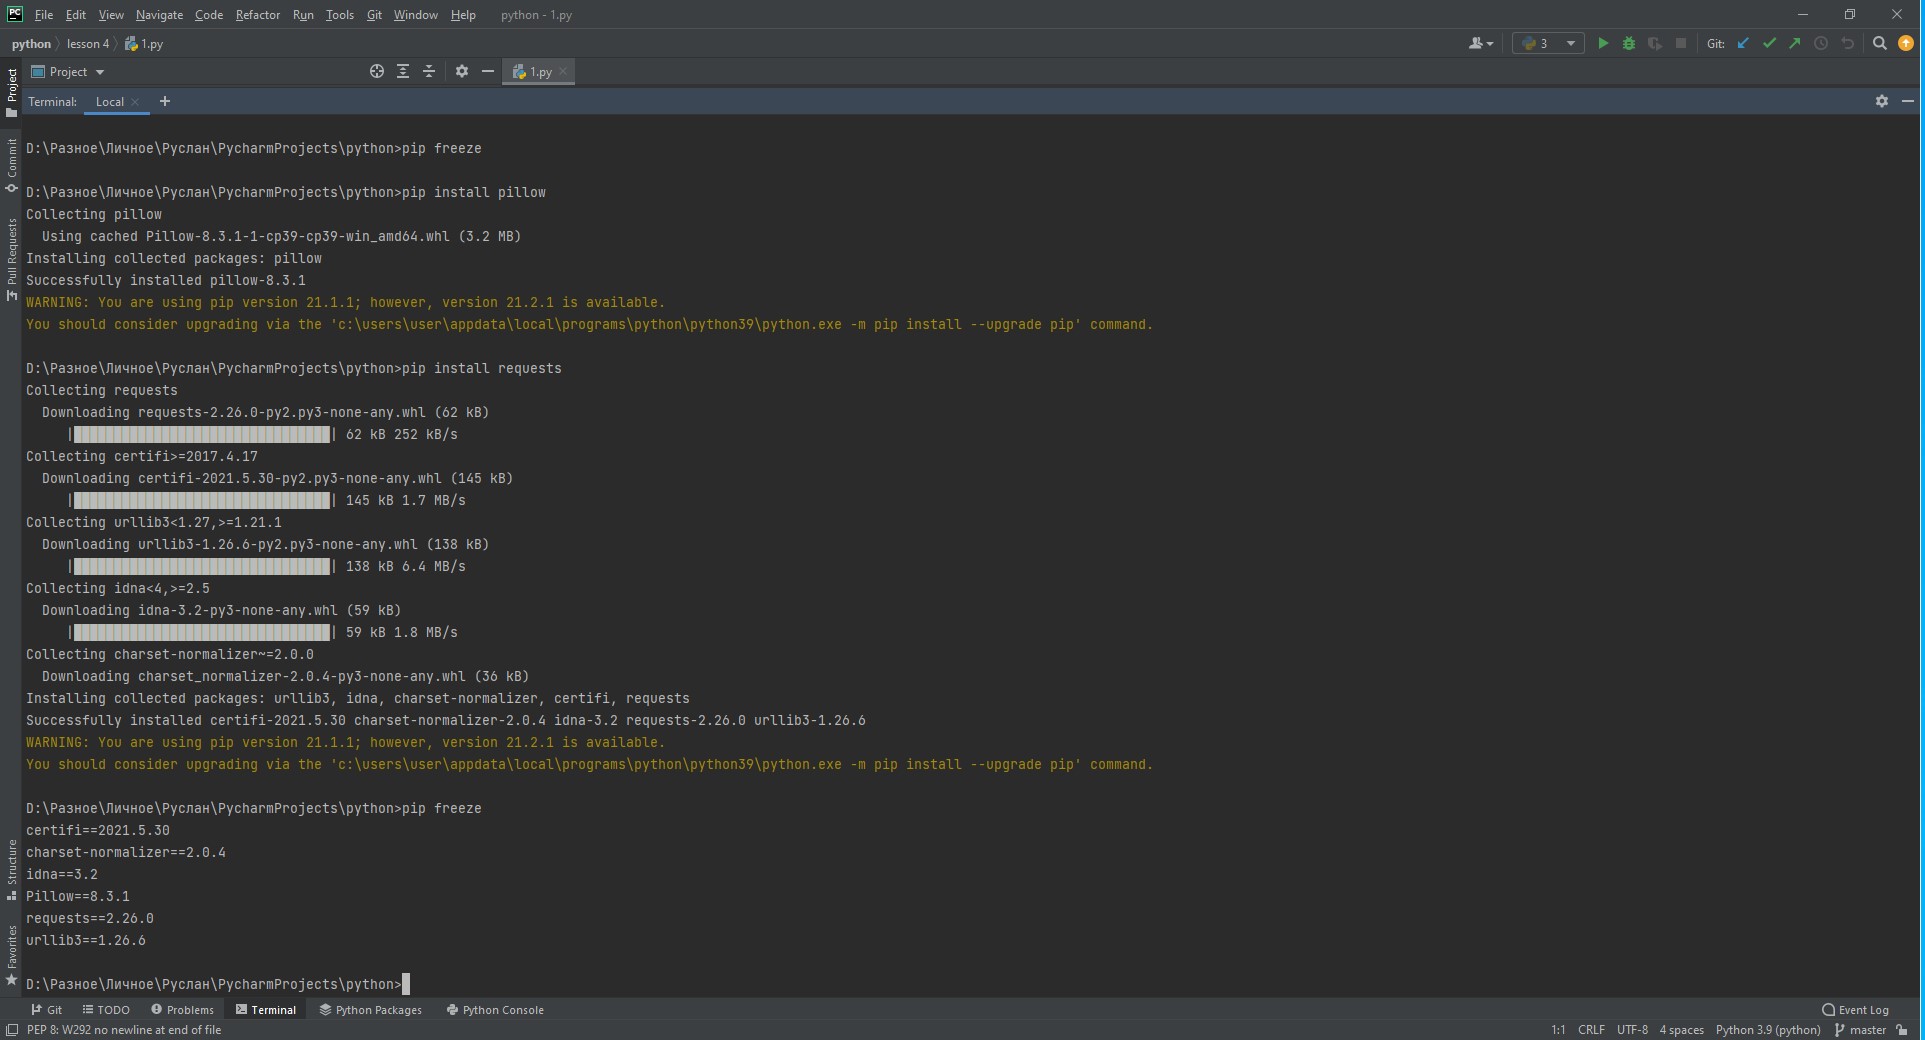 PC File Edit View Navigate Code Refactor Run Tools Git Window Help python - 1.py
python lesson 4 1.py 3 Git:
Project 1.py
Terminal: Local
Project
Commit
Pull Requests
Structure
Favorites
D:\Разное\Личное\Руслан\PycharmProjects\python>pip freeze
D:\Разное\Личное\Руслан\PycharmProjects\python>pip install pillow
Collecting pillow
Using cached Pillow-8.3.1-1-cp39-cp39-win_amd64.whl (3.2 MB)
Installing collected packages: pillow
Successfully installed pillow-8.3.1
WARNING: You are using pip version 21.1.1; however, version 21.2.1 is available.
You should consider upgrading via the 'c:\users\user\appdata\local\programs\python\python39\python.exe -m pip install --upgrade pip' command.
D:\Разное\Личное\Руслан\PycharmProjects\python>pip install requests
Collecting requests
Downloading requests-2.26.0-py2.py3-none-any.whl (62 kB)
|████████████████████████████████| 62 kB 252 kB/s
Collecting certifi>=2017.4.17
Downloading certifi-2021.5.30-py2.py3-none-any.whl (145 kB)
|████████████████████████████████| 145 kB 1.7 MB/s
Collecting urllib3<1.27,>=1.21.1
Downloading urllib3-1.26.6-py2.py3-none-any.whl (138 kB)
|████████████████████████████████| 138 kB 6.4 MB/s
Collecting idna<4,>=2.5
Downloading idna-3.2-py3-none-any.whl (59 kB)
|████████████████████████████████| 59 kB 1.8 MB/s
Collecting charset-normalizer~=2.0.0
Downloading charset_normalizer-2.0.4-py3-none-any.whl (36 kB)
Installing collected packages: urllib3, idna, charset-normalizer, certifi, requests
Successfully installed certifi-2021.5.30 charset-normalizer-2.0.4 idna-3.2 requests-2.26.0 urllib3-1.26.6
WARNING: You are using pip version 21.1.1; however, version 21.2.1 is available.
You should consider upgrading via the 'c:\users\user\appdata\local\programs\python\python39\python.exe -m pip install --upgrade pip' command.
D:\Разное\Личное\Руслан\PycharmProjects\python>pip freeze
certifi==2021.5.30
charset-normalizer==2.0.4
idna==3.2
Pillow==8.3.1
requests==2.26.0
urllib3==1.26.6
D:\Разное\Личное\Руслан\PycharmProjects\python>
Git TODO Problems Terminal Python Packages Python Console Event Log
PEP 8: W292 no newline at end of file 1:1 CRLF UTF-8 4 spaces Python 3.9 (python) master